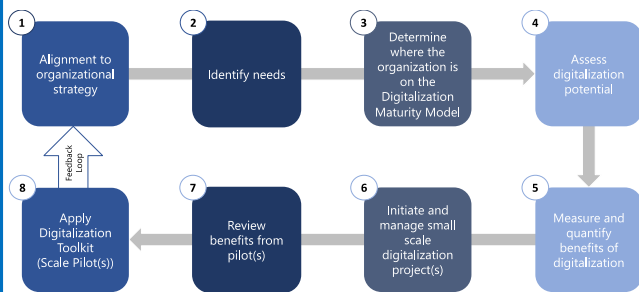 1
Alignment to
organizational
strategy
2
Identify needs
3
Determine
where the
organization is
on the
Digitalization
Maturity Model
4
Assess
digitalization
potential
5
Measure and
quantify
benefits of
digitalization
6
Initiate and
manage small
scale
digitalization
project(s)
7
Review
benefits from
pilot(s)
8
Apply
Digitalization
Toolkit
(Scale Pilot(s))
Feedback
Loop